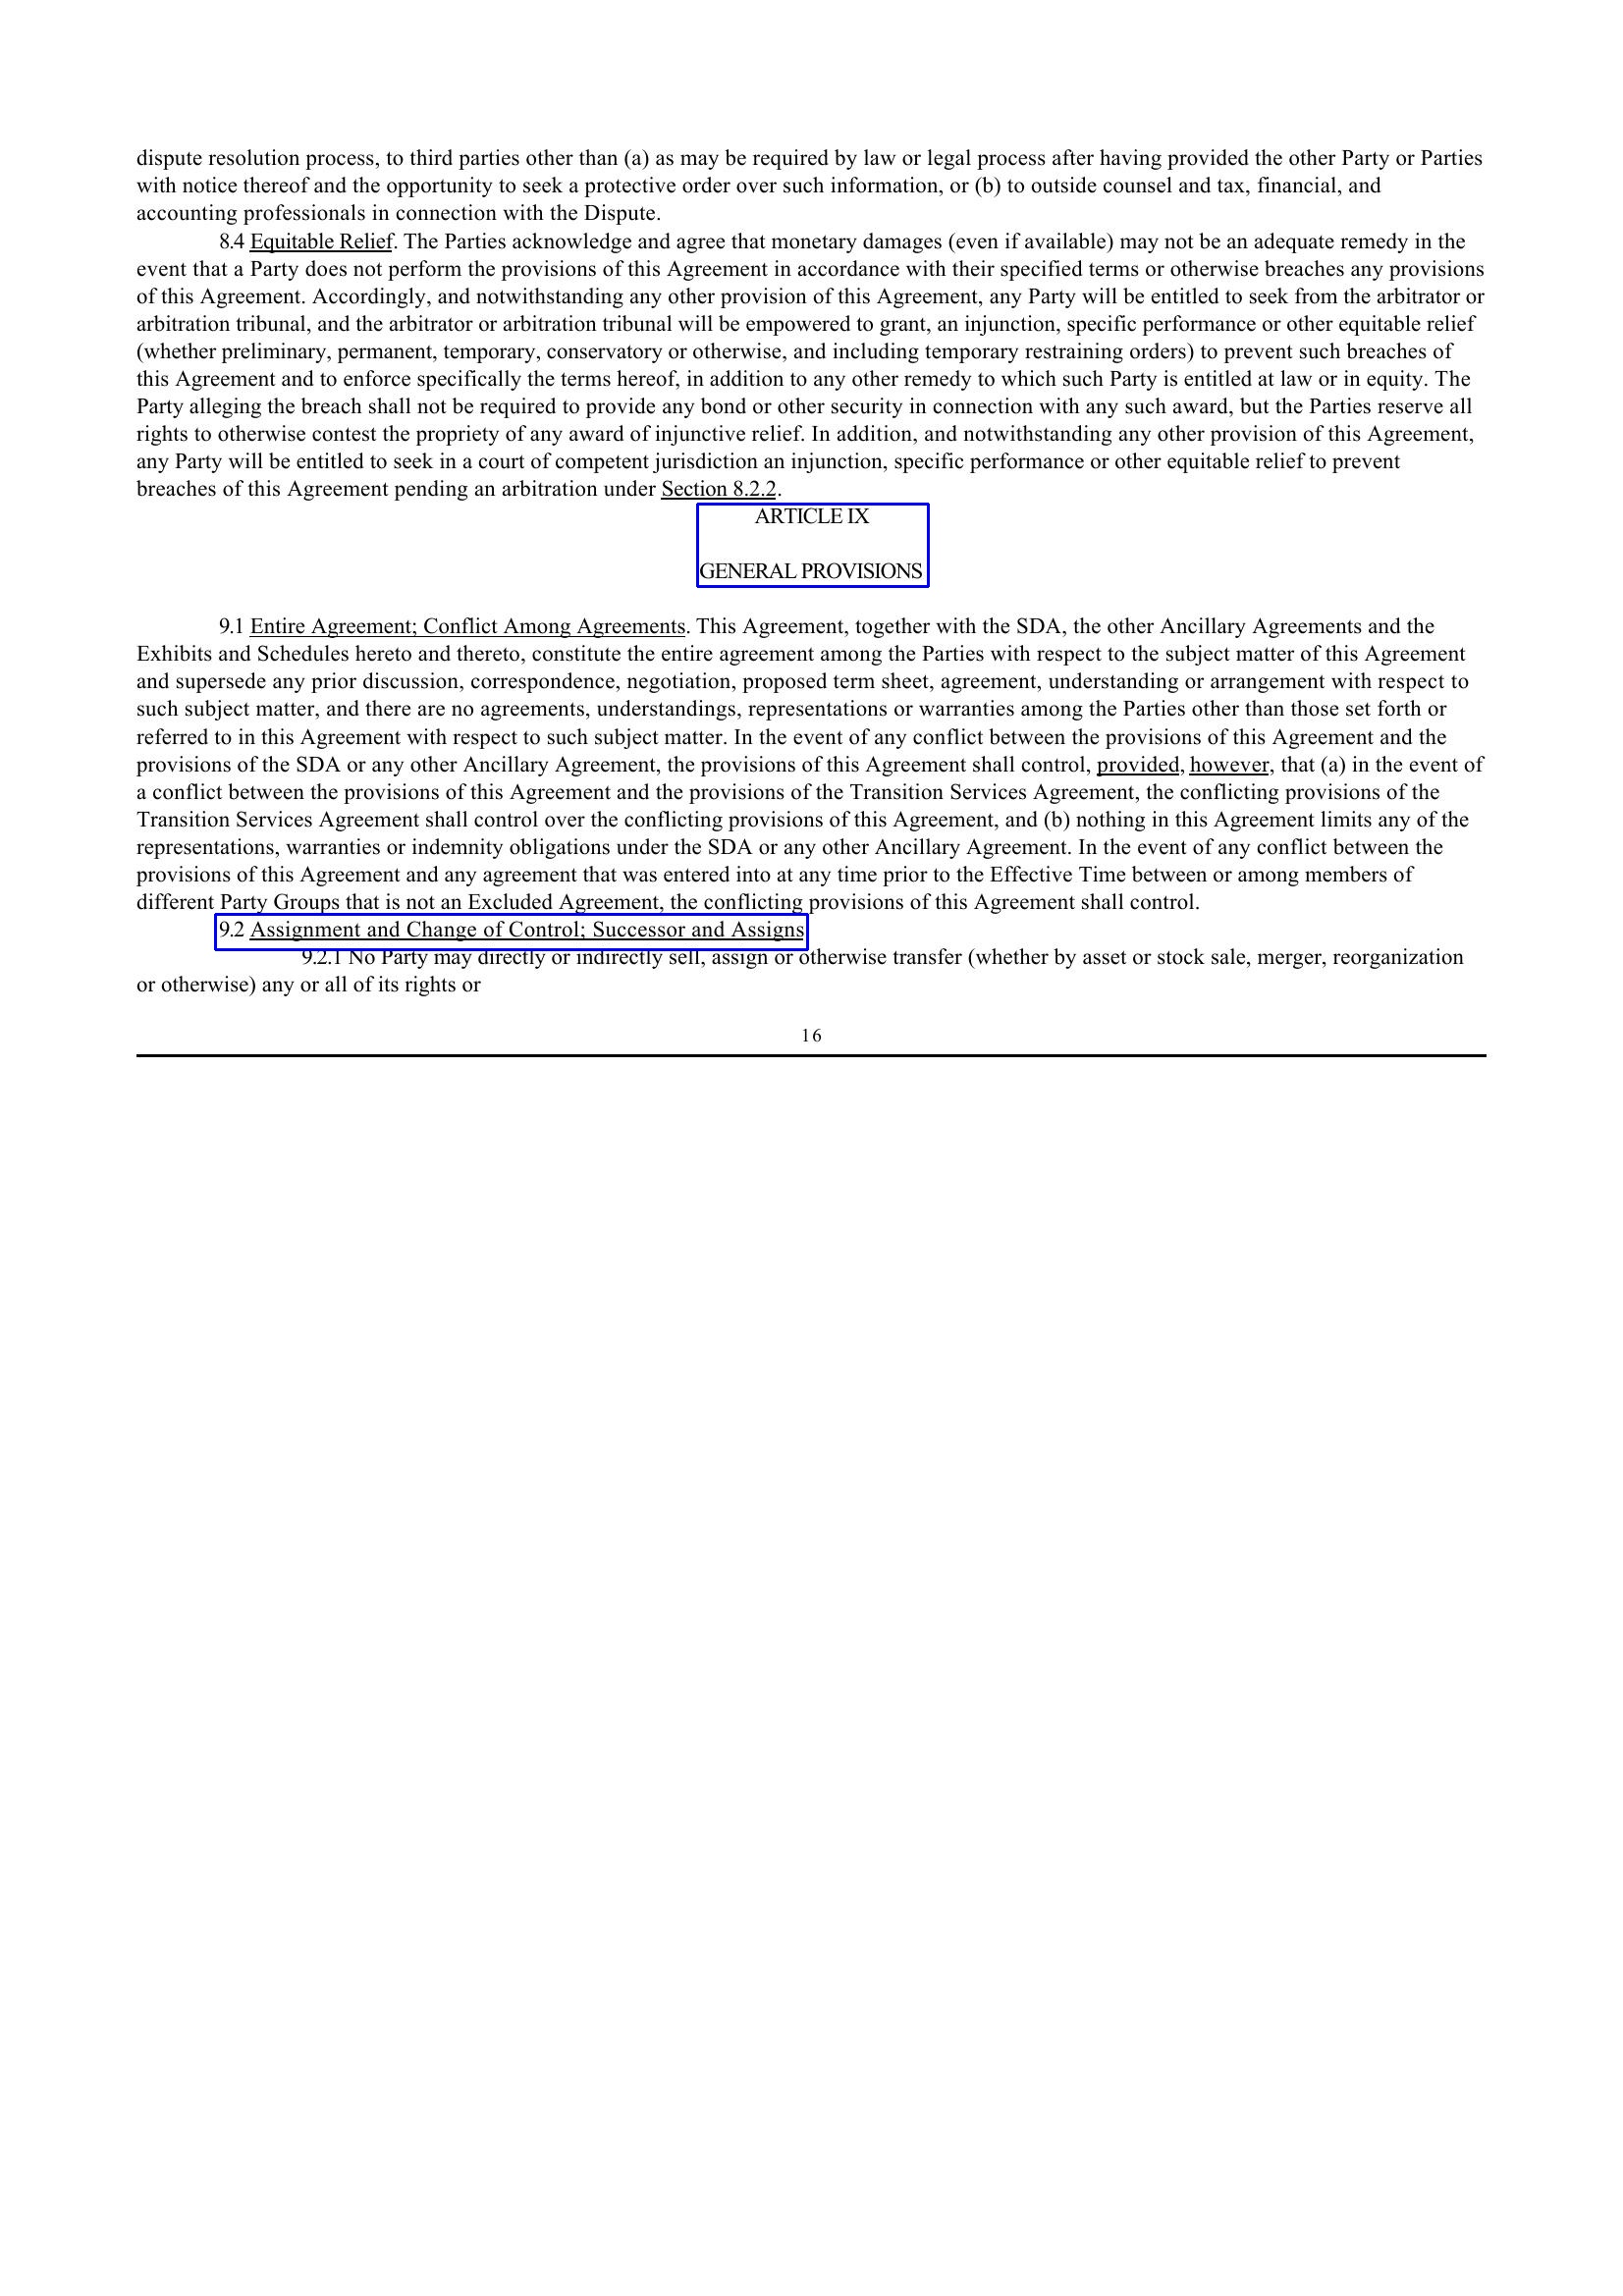 dispute resolution process, to third parties other than (a) as may be required by law or legal process after having provided the other Party or Parties
with notice thereof and the opportunity to seek a protective order over such information, or (b) to outside counsel and tax, financial, and
accounting professionals in connection with the Dispute.
8.4 Equitable Relief. The Parties acknowledge and agree that monetary damages (even if available) may not be an adequate remedy in the
event that a Party does not perform the provisions of this Agreement in accordance with their specified terms or otherwise breaches any provisions
of this Agreement. Accordingly, and notwithstanding any other provision of this Agreement, any Party will be entitled to seek from the arbitrator or
arbitration tribunal, and the arbitrator or arbitration tribunal will be empowered to grant, an injunction, specific performance or other equitable relief
(whether preliminary, permanent, temporary, conservatory or otherwise, and including temporary restraining orders) to prevent such breaches of
this Agreement and to enforce specifically the terms hereof, in addition to any other remedy to which such Party is entitled at law or in equity. The
Party alleging the breach shall not be required to provide any bond or other security in connection with any such award, but the Parties reserve all
rights to otherwise contest the propriety of any award of injunctive relief. In addition, and notwithstanding any other provision of this Agreement,
any Party will be entitled to seek in a court of competent jurisdiction an injunction, specific performance or other equitable relief to prevent
breaches of this Agreement pending an arbitration under Section 8.2.2.
ARTICLE IX
GENERAL PROVISIONS
9.1 Entire Agreement; Conflict Among Agreements. This Agreement, together with the SDA, the other Ancillary Agreements and the
Exhibits and Schedules hereto and thereto, constitute the entire agreement among the Parties with respect to the subject matter of this Agreement
and supersede any prior discussion, correspondence, negotiation, proposed term sheet, agreement, understanding or arrangement with respect to
such subject matter, and there are no agreements, understandings, representations or warranties among the Parties other than those set forth or
referred to in this Agreement with respect to such subject matter. In the event of any conflict between the provisions of this Agreement and the
provisions of the SDA or any other Ancillary Agreement, the provisions of this Agreement shall control, provided, however, that (a) in the event of
a conflict between the provisions of this Agreement and the provisions of the Transition Services Agreement, the conflicting provisions of the
Transition Services Agreement shall control over the conflicting provisions of this Agreement, and (b) nothing in this Agreement limits any of the
representations, warranties or indemnity obligations under the SDA or any other Ancillary Agreement. In the event of any conflict between the
provisions of this Agreement and any agreement that was entered into at any time prior to the Effective Time between or among members of
different Party Groups that is not an Excluded Agreement, the conflicting provisions of this Agreement shall control.
9.2 Assignment and Change of Control; Successor and Assigns
9.2.1 No Party may directly or indirectly sell, assign or otherwise transfer (whether by asset or stock sale, merger, reorganization
or otherwise) any or all of its rights or
16